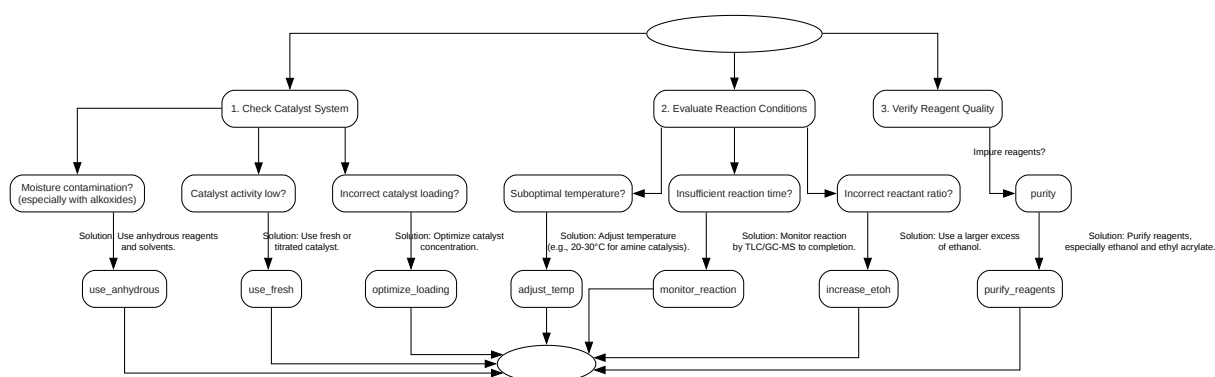 1. Check Catalyst System
2. Evaluate Reaction Conditions
3. Verify Reagent Quality
Impure reagents?
Moisture contamination?
(especially with alkoxides)
Catalyst activity low?
Incorrect catalyst loading?
Suboptimal temperature?
Insufficient reaction time?
Incorrect reactant ratio?
purity
Solution: Use anhydrous reagents
and solvents.
Solution: Use fresh or
titrated catalyst.
Solution: Optimize catalyst
concentration.
Solution: Adjust temperature
(e.g., 20-30°C for amine catalysis).
Solution: Monitor reaction
by TLC/GC-MS to completion.
Solution: Use a larger excess
of ethanol.
Solution: Purify reagents,
especially ethanol and ethyl acrylate.
use_anhydrous
use_fresh
optimize_loading
adjust_temp
monitor_reaction
increase_etoh
purify_reagents